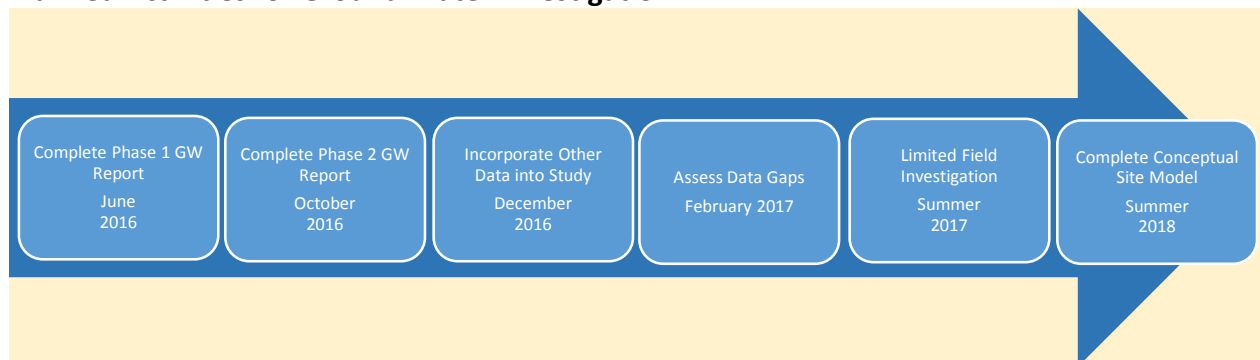 Complete Phase 1 GW
Report
June
2016
Complete Phase 2 GW
Report
October
2016
Incorporate Other
Data into Study
December
2016
Assess Data Gaps
February 2017
Limited Field
Investigation
Summer
2017
Complete Conceptual
Site Model
Summer
2018